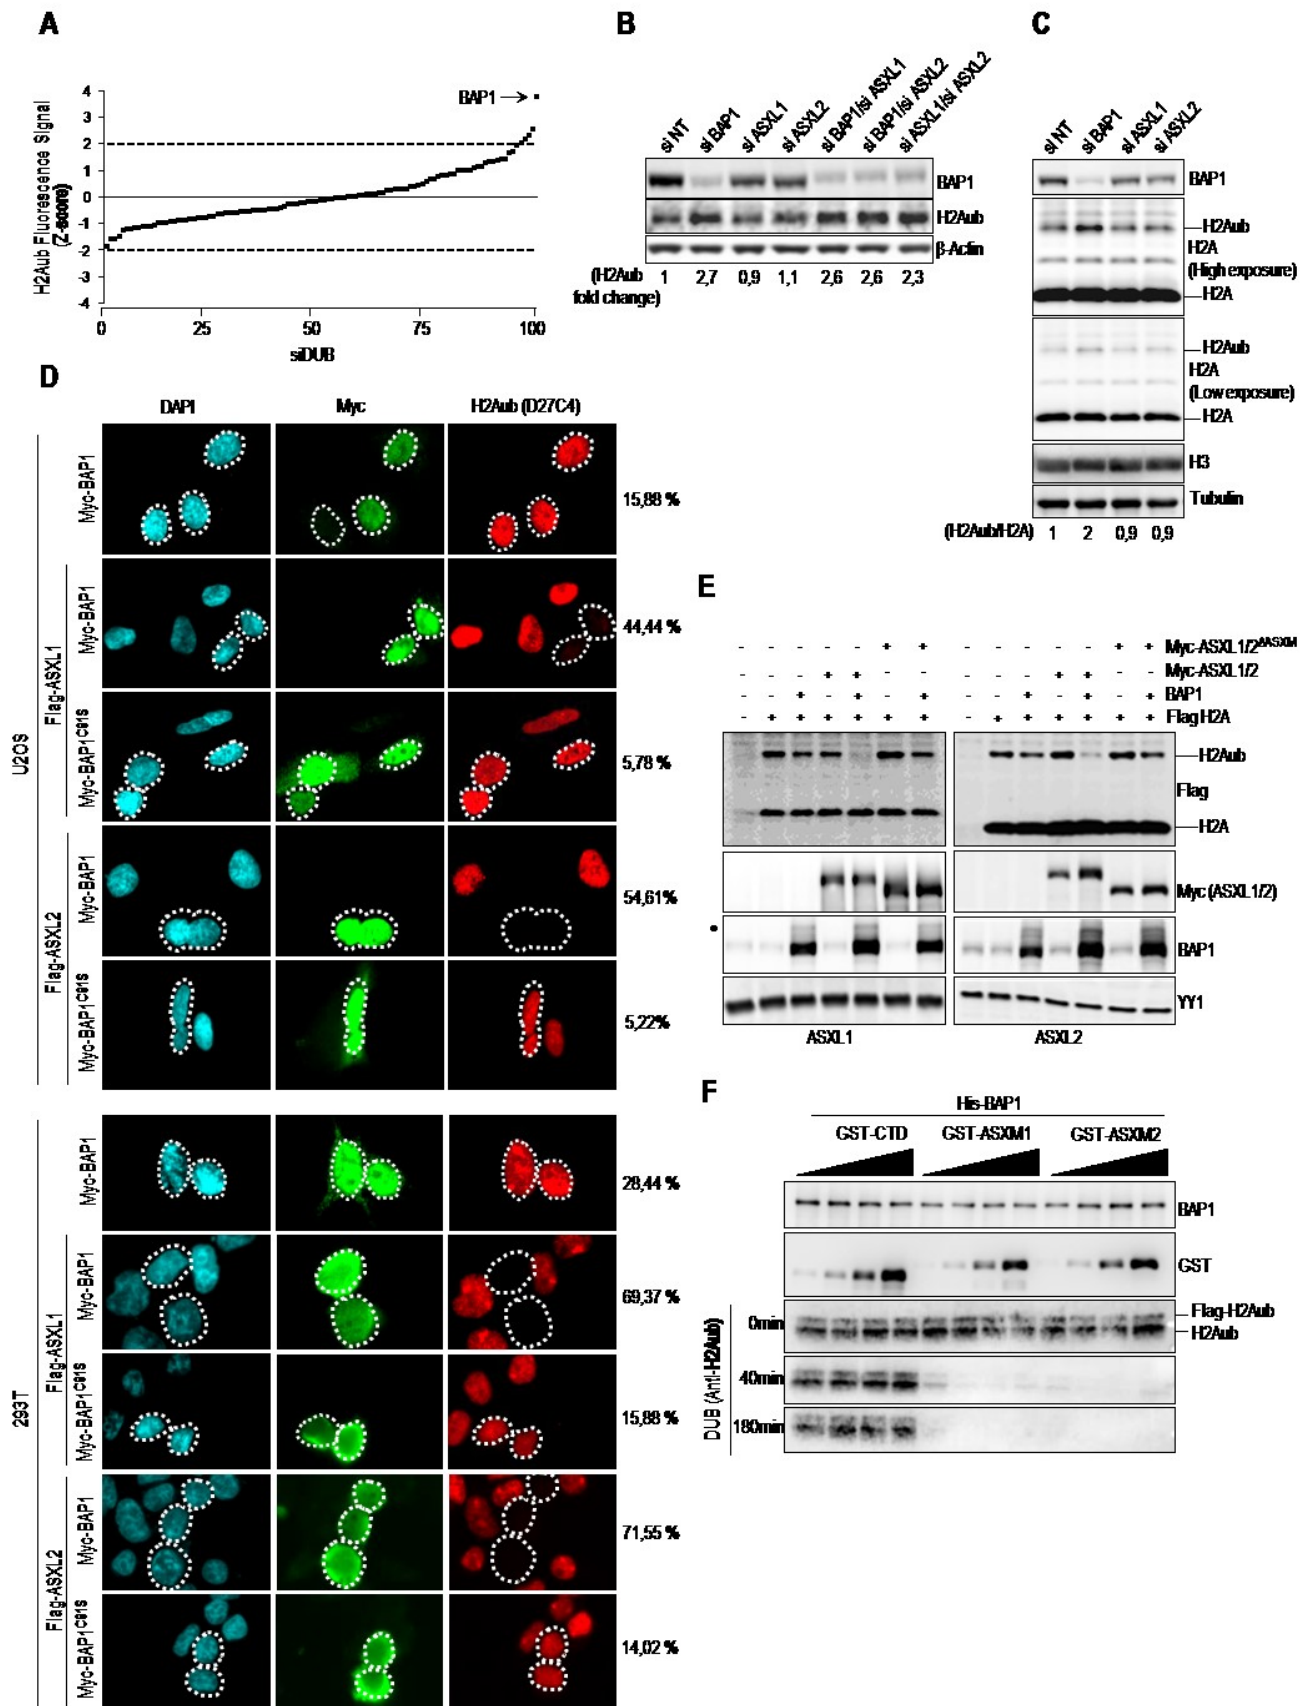 A
H2Aub Fluorescence Signal
(Z-score)
4
3
2
1
0
-1
-2
-3
-4
BAP1
0
25
50
75
100
siDUB
B
si NT
si BAP1
si ASXL1
si ASXL2
si BAP1/si ASXL1
si BAP1/si ASXL2
si ASXL1/si ASXL2
BAP1
H2Aub
β-Actin
(H2Aub
fold change)
1 2,7 0,9 1,1 2,6 2,6 2,3
C
si NT
si BAP1
si ASXL1
si ASXL2
BAP1
H2Aub
H2A
(High exposure)
H2A
H2Aub
H2A
(Low exposure)
H2A
H3
Tubulin
(H2Aub/H2A) 1 2 0,9 0,9
D
DAPI Myc H2Aub (D27C4)
U2OS
Myc-BAP1
15,88 %
Flag-ASXL1
Myc-BAP1
44,44 %
Myc-BAP1C91S
5,78 %
Flag-ASXL2
Myc-BAP1
54,61%
Myc-BAP1C91S
5,22%
293T
Myc-BAP1
28,44 %
Flag-ASXL1
Myc-BAP1
69,37 %
Myc-BAP1C91S
15,88 %
Flag-ASXL2
Myc-BAP1
71,55 %
Myc-BAP1C91S
14,02 %
E
- - - - - + + - - - - - + + Myc-ASXL1/2ΔASXM
- - - + + - - - - - + + - - Myc-ASXL1/2
- - + - + - + - - + - + - + BAP1
- + + + + + + - + + + + + + Flag H2A
H2Aub
Flag
H2A
Myc (ASXL1/2)
BAP1
YY1
ASXL1 ASXL2
F
His-BAP1
GST-CTD GST-ASXM1 GST-ASXM2
BAP1
GST
DUB (Anti-H2Aub)
0min
Flag-H2Aub
H2Aub
40min
180min